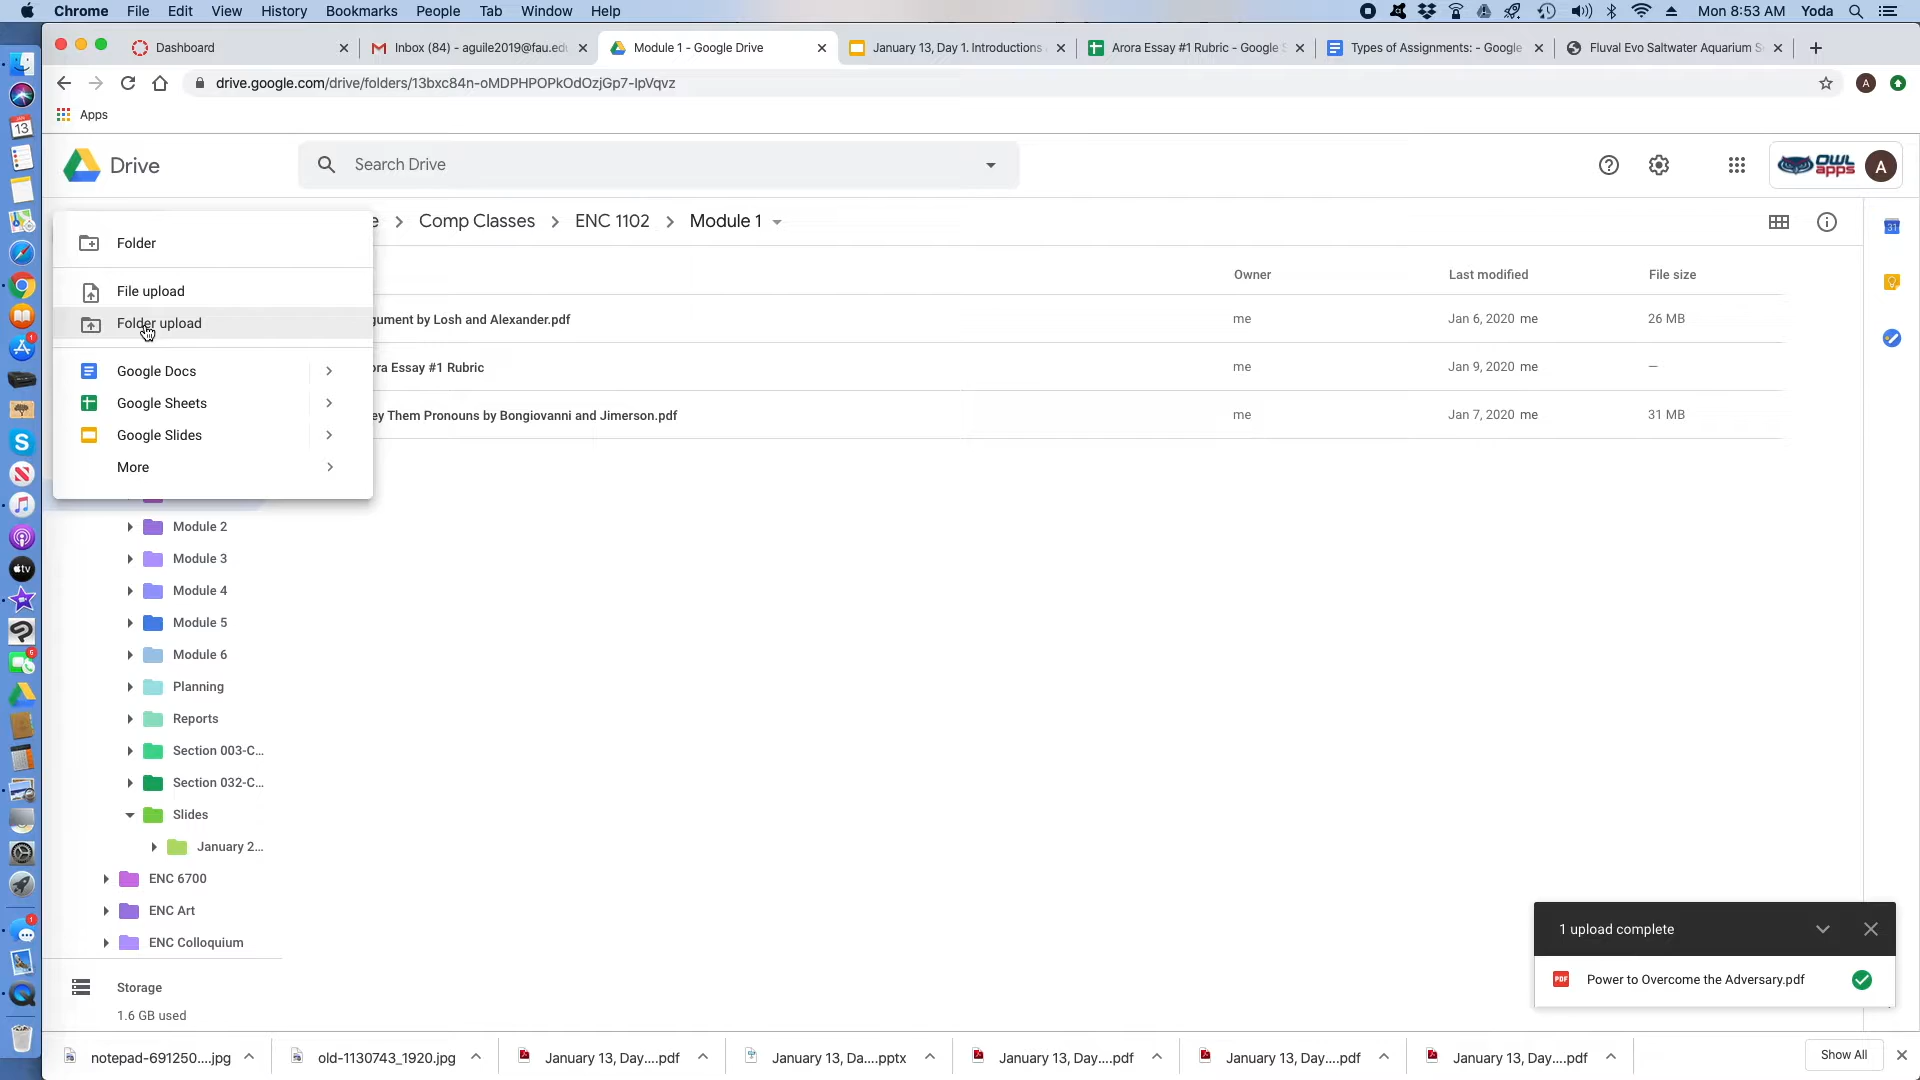 Chrome File Edit View History Bookmarks People Tab Window Help Mon 8:53 AM Yoda
Dashboard Inbox (84) - aguile2019@fau.edu Module 1 - Google Drive January 13, Day 1. Introductions Arora Essay #1 Rubric - Google S Types of Assignments: - Google Fluval Evo Saltwater Aquarium S
drive.google.com/drive/folders/13bxc84n-oMDPHPOPkOdOzjGp7-lpVqvz A
Apps
Drive Search Drive OWL apps A
e > Comp Classes > ENC 1102 > Module 1
Folder
Owner Last modified File size
File upload
gument by Losh and Alexander.pdf me Jan 6, 2020 me 26 MB
Folder upload
ora Essay #1 Rubric me Jan 9, 2020 me —
Google Docs
Google Sheets
ey Them Pronouns by Bongiovanni and Jimerson.pdf me Jan 7, 2020 me 31 MB
Google Slides
More
Module 2
Module 3
Module 4
Module 5
Module 6
Planning
Reports
Section 003-C...
Section 032-C...
Slides
January 2...
ENC 6700
ENC Art
ENC Colloquium
1 upload complete
PDF Power to Overcome the Adversary.pdf
Storage
1.6 GB used
notepad-691250....jpg old-1130743_1920.jpg January 13, Day....pdf January 13, Da....pptx January 13, Day....pdf January 13, Day....pdf January 13, Day....pdf Show All